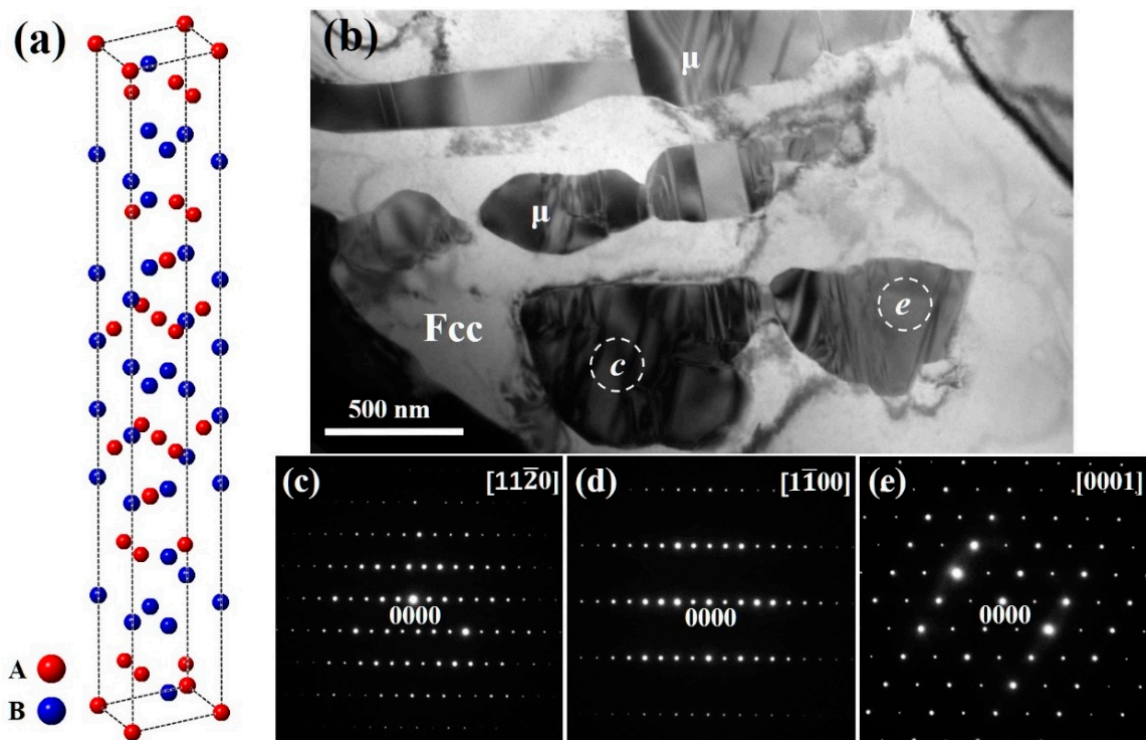 (a)
A
B
(b)
μ
μ
Fcc
c
e
500 nm
(c)
[112̅0]
0000
(d)
[11̅00]
0000
(e)
[0001]
0000